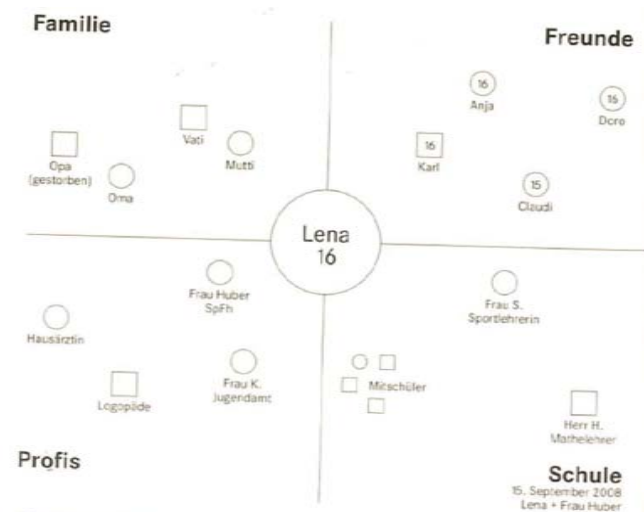 Familie
Freunde
16
Anja
16
Doro
Vati
Mutti
16
Karl
Opa
(gestorben)
Oma
15
Claudi
Lena
16
Frau Huber
SpFh
Frau S.
Sportlehrerin
Hausärztin
Frau K.
Jugendamt
Logopäde
Mitschüler
Herr H.
Mathelehrer
Profis
Schule
15. September 2008
Lena + Frau Huber